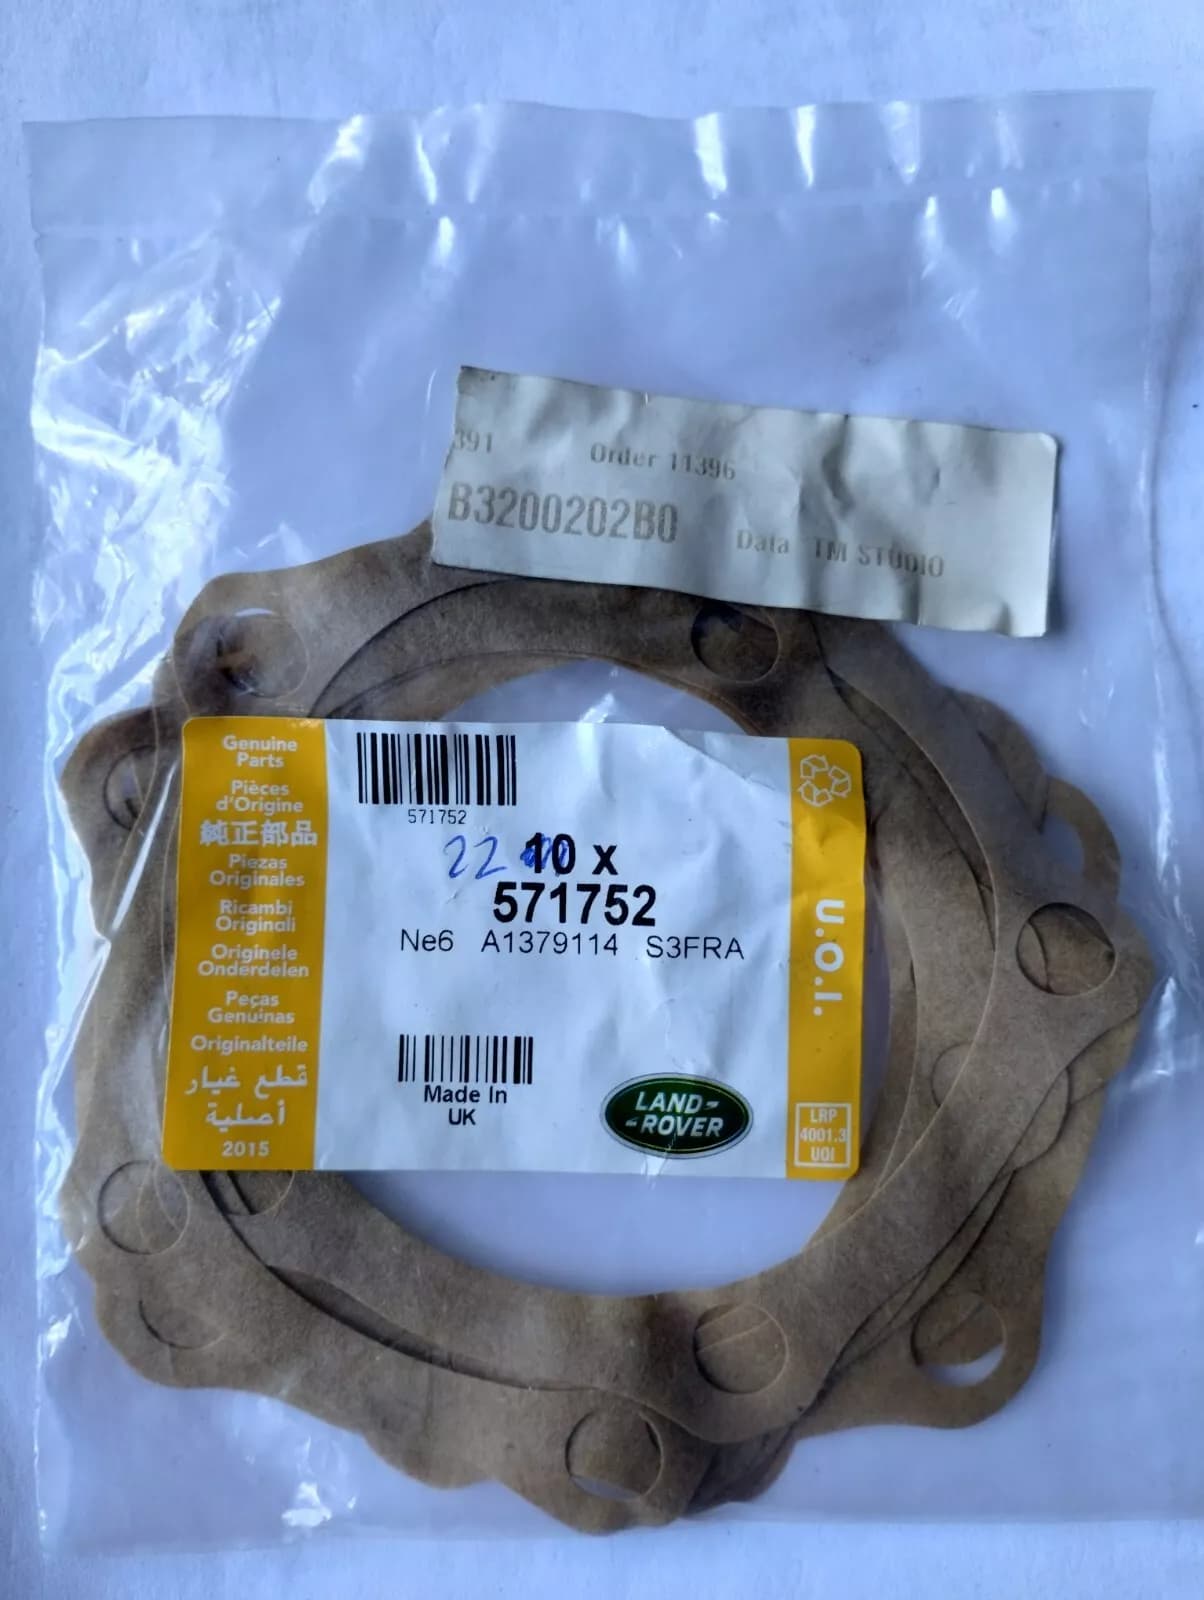 391 Order 11396
B3200202B0 Data TM STUDIO
Genuine
Parts
Pièces
d'Origine
純正部品
Piezas
Originales
Ricambi
Originali
Originele
Onderdelen
Peças
Genuinas
Originalteile
قطع غيار
أصلية
2015
571752
22
10 x
571752
Ne6 A1379114 S3FRA
Made In
UK
LAND-
-ROVER
U.O.I.
LRP
4001.3
UOI